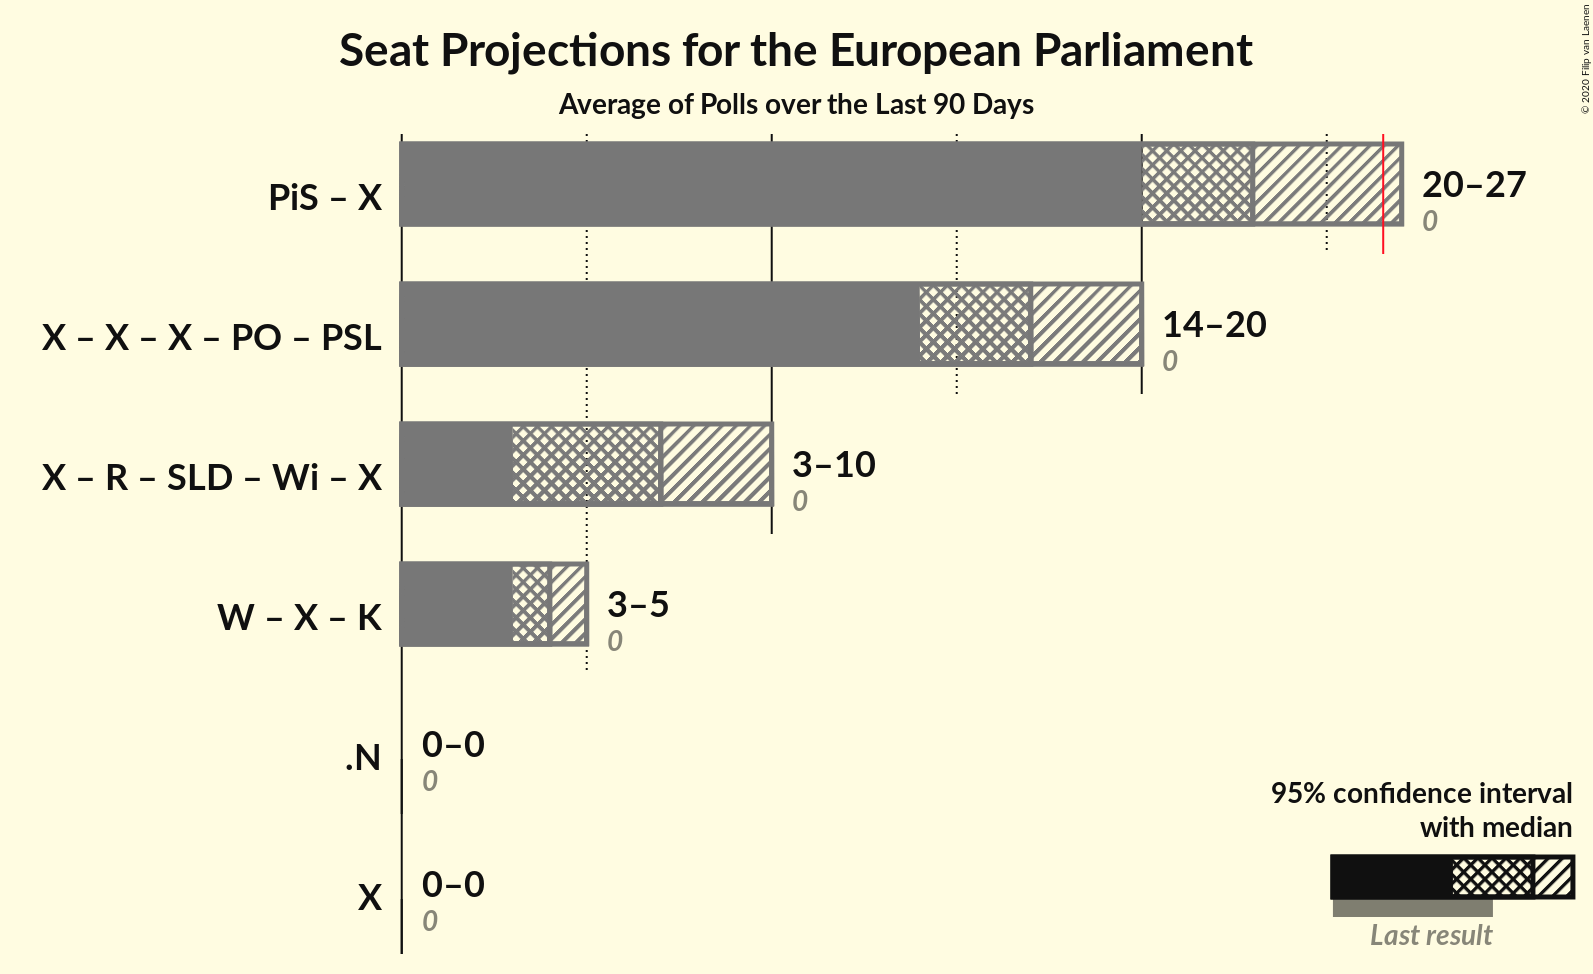 Seat Projections for the European Parliament
Average of Polls over the Last 90 Days
© 2020 Filip van Laenen
PiS – X
20–27
0
X – X – X – PO – PSL
14–20
0
X – R – SLD – Wi – X
3–10
0
W – X – K
3–5
0
.N
0–0
0
X
0–0
0
95% confidence interval
with median
Last result